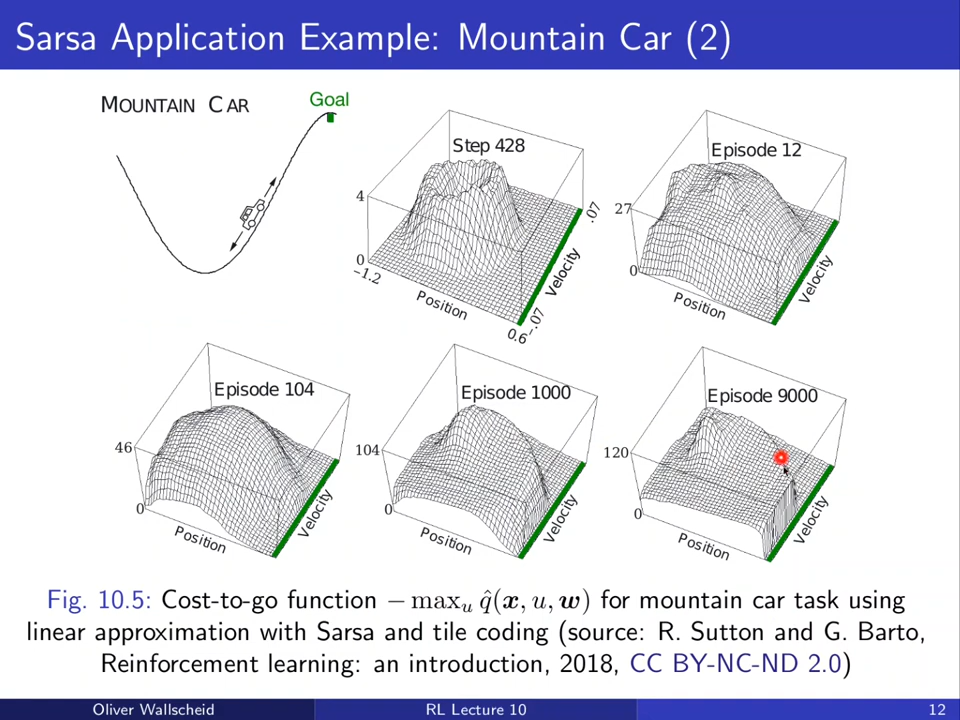 Sarsa Application Example: Mountain Car (2)
MOUNTAIN CAR
Goal
Step 428
4
0
−1.2
Position
0.6
−.07
Velocity
.07
Episode 12
27
0
Position
Velocity
Episode 104
46
0
Position
Velocity
Episode 1000
104
0
Position
Velocity
Episode 9000
120
0
Position
Velocity
Fig. 10.5: Cost-to-go function − max_u q̂(x, u, w) for mountain car task using
linear approximation with Sarsa and tile coding (source: R. Sutton and G. Barto,
Reinforcement learning: an introduction, 2018, CC BY-NC-ND 2.0)
Oliver Wallscheid
RL Lecture 10
12